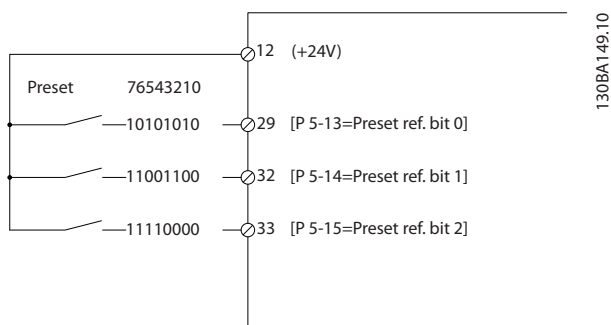 12 (+24V)
Preset 76543210
10101010 29 [P 5-13=Preset ref. bit 0]
11001100 32 [P 5-14=Preset ref. bit 1]
11110000 33 [P 5-15=Preset ref. bit 2]
130BA149.10